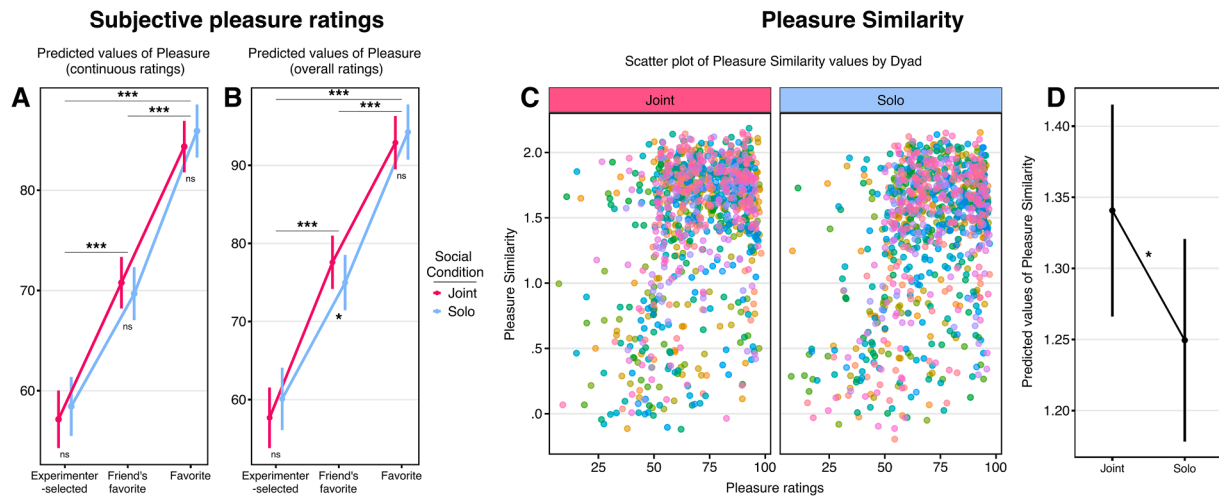 Subjective pleasure ratings
Pleasure Similarity
Predicted values of Pleasure
(continuous ratings)
Predicted values of Pleasure
(overall ratings)
Scatter plot of Pleasure Similarity values by Dyad
A
***
***
***
80
70
60
ns
ns
ns
Experimenter
-selected
Friend's
favorite
Favorite
B
***
***
***
90
80
70
60
ns
*
ns
Experimenter
-selected
Friend's
favorite
Favorite
Social
Condition
Joint
Solo
C
Joint
Solo
Pleasure Similarity
2.0
1.5
1.0
.5
.0
25
50
75
100
25
50
75
100
Pleasure ratings
D
Predicted values of Pleasure Similarity
1.40
1.35
1.30
1.25
1.20
*
Joint
Solo